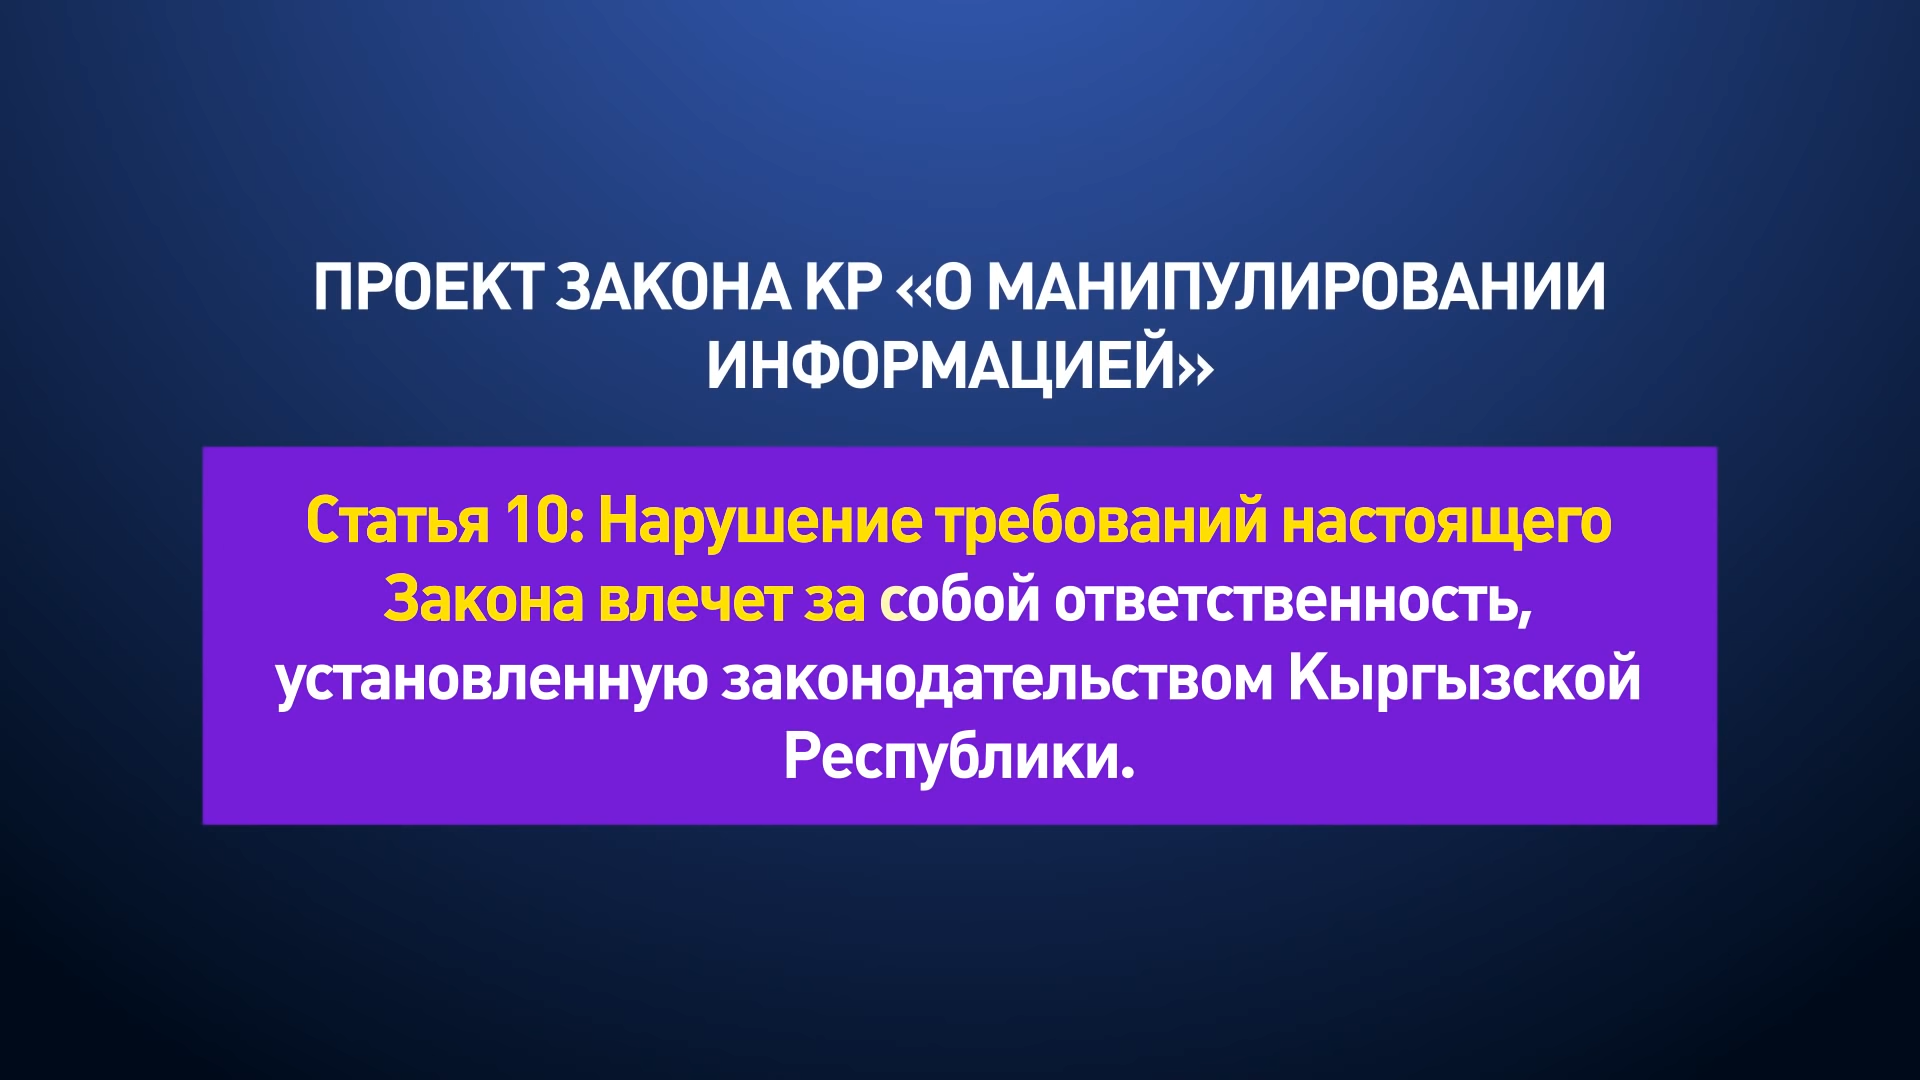 ПРОЕКТ ЗАКОНА КР «О МАНИПУЛИРОВАНИИ
ИНФОРМАЦИЕЙ»
Статья 10: Нарушение требований настоящего
Закона влечет за собой ответственность,
установленную законодательством Кыргызской
Республики.